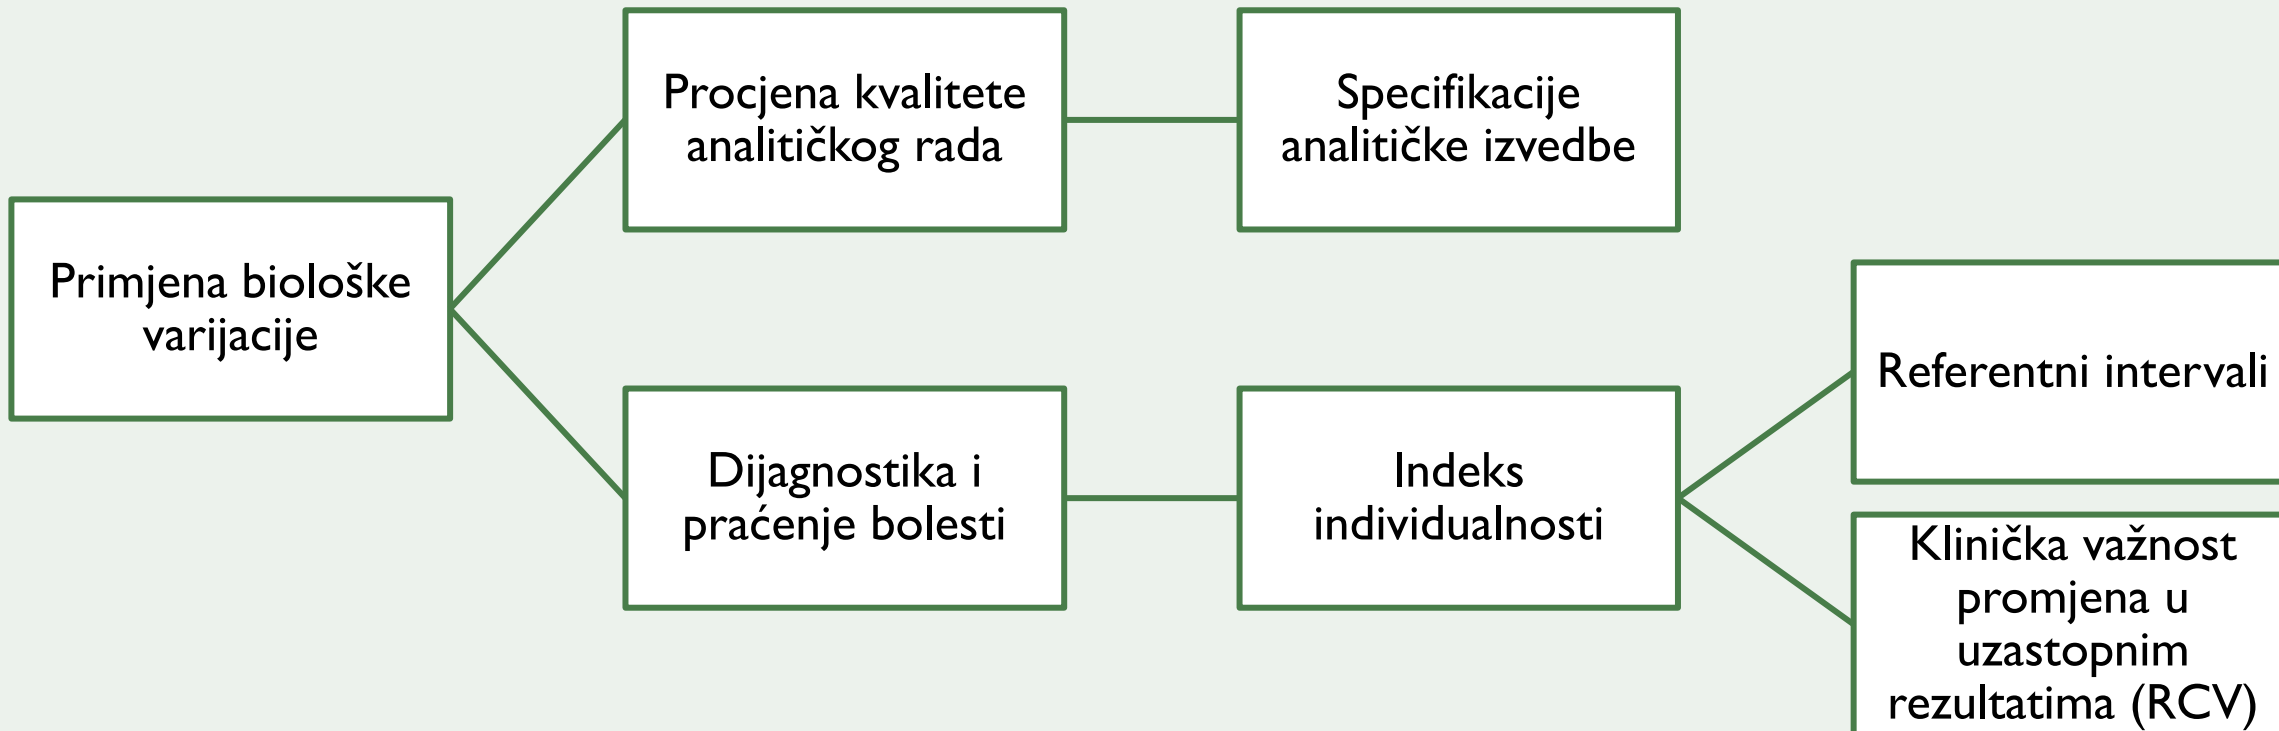 Primjena biološke
varijacije
Procjena kvalitete
analitičkog rada
Specifikacije
analitičke izvedbe
Dijagnostika i
praćenje bolesti
Indeks
individualnosti
Referentni intervali
Klinička važnost
promjena u
uzastopnim
rezultatima (RCV)